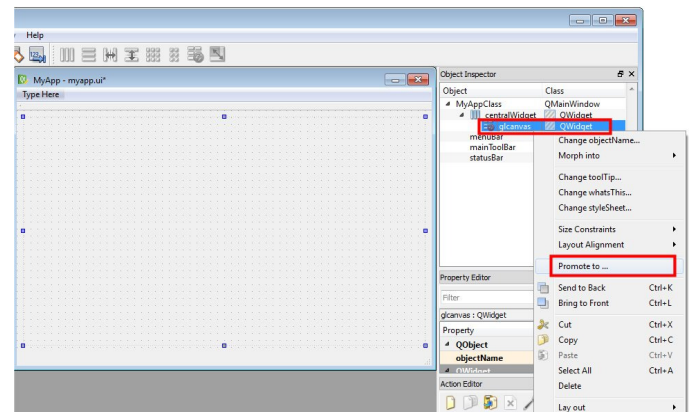 Help
123
MyApp - myapp.ui*
Type Here
Object Inspector
Object Class
MyAppClass QMainWindow
centralWidget QWidget
glcanvas QWidget
menuBar
mainToolBar
statusBar
Change objectName...
Morph into
Change toolTip...
Change whatsThis...
Change styleSheet...
Size Constraints
Layout Alignment
Promote to ...
Send to Back Ctrl+K
Bring to Front Ctrl+L
Cut Ctrl+X
Copy Ctrl+C
Paste Ctrl+V
Select All Ctrl+A
Delete
Lay out
Property Editor
Filter
glcanvas : QWidget
Property
QObject
objectName
QWidget
Action Editor